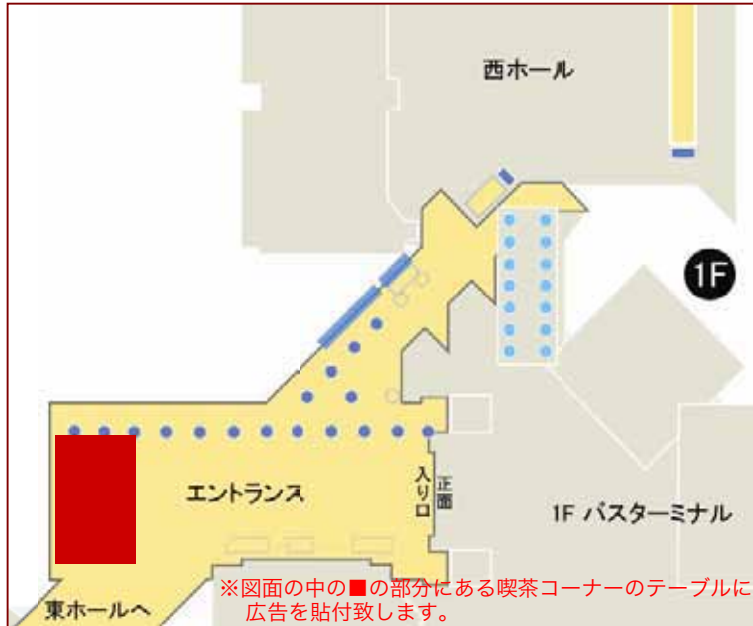 西ホール
1F
エントランス
入り口
正面
1F バスターミナル
東ホールへ
※図面の中の■の部分にある喫茶コーナーのテーブルに
広告を貼付致します。